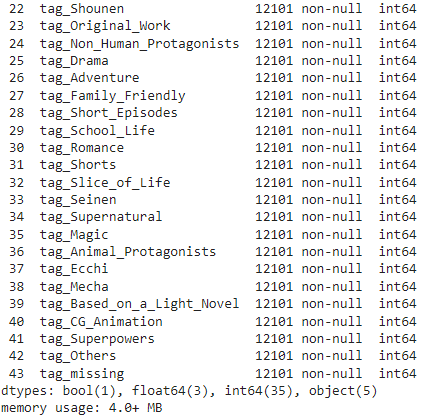 22 tag_Shounen 12101 non-null int64
23 tag_Original_Work 12101 non-null int64
24 tag_Non_Human_Protagonists 12101 non-null int64
25 tag_Drama 12101 non-null int64
26 tag_Adventure 12101 non-null int64
27 tag_Family_Friendly 12101 non-null int64
28 tag_Short_Episodes 12101 non-null int64
29 tag_School_Life 12101 non-null int64
30 tag_Romance 12101 non-null int64
31 tag_Shorts 12101 non-null int64
32 tag_Slice_of_Life 12101 non-null int64
33 tag_Seinen 12101 non-null int64
34 tag_Supernatural 12101 non-null int64
35 tag_Magic 12101 non-null int64
36 tag_Animal_Protagonists 12101 non-null int64
37 tag_Ecchi 12101 non-null int64
38 tag_Mecha 12101 non-null int64
39 tag_Based_on_a_Light_Novel 12101 non-null int64
40 tag_CG_Animation 12101 non-null int64
41 tag_Superpowers 12101 non-null int64
42 tag_Others 12101 non-null int64
43 tag_missing 12101 non-null int64
dtypes: bool(1), float64(3), int64(35), object(5)
memory usage: 4.0+ MB